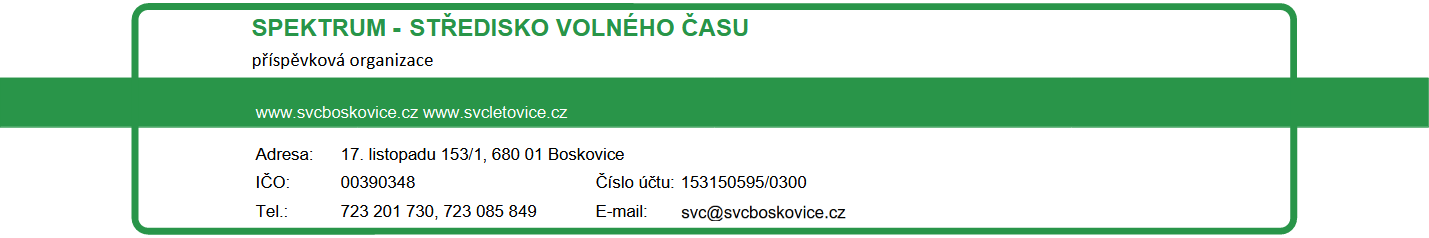 SPEKTRUM - STŘEDISKO VOLNÉHO ČASU
příspěvková organizace
www.svcboskovice.cz www.svcletovice.cz
Adresa: 17. listopadu 153/1, 680 01 Boskovice
IČO: 00390348 Číslo účtu: 153150595/0300
Tel.: 723 201 730, 723 085 849 E-mail: svc@svcboskovice.cz